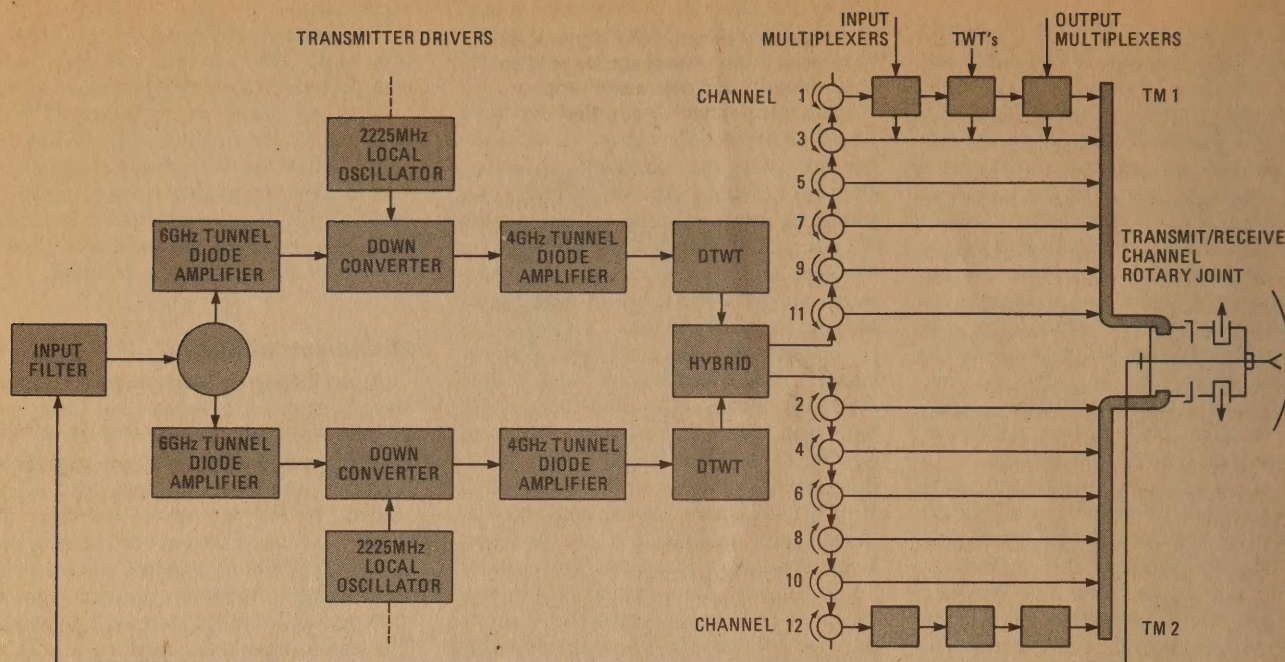 TRANSMITTER DRIVERS
INPUT
MULTIPLEXERS
TWT's
OUTPUT
MULTIPLEXERS
CHANNEL 1
TM 1
3
5
7
9
11
2225MHz
LOCAL
OSCILLATOR
6GHz TUNNEL
DIODE
AMPLIFIER
DOWN
CONVERTER
4GHz TUNNEL
DIODE
AMPLIFIER
DTWT
TRANSMIT/RECEIVE
CHANNEL
ROTARY JOINT
INPUT
FILTER
HYBRID
6GHz TUNNEL
DIODE
AMPLIFIER
DOWN
CONVERTER
4GHz TUNNEL
DIODE
AMPLIFIER
DTWT
2225MHz
LOCAL
OSCILLATOR
2
4
6
8
10
CHANNEL 12
TM 2